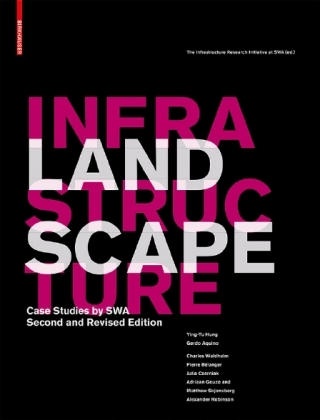 BIRKHÄUSER
The Infrastructure Research Initiative at SWA (ed.)
INFRA
LAND
STRUC
SCAPE
TURE
Case Studies by SWA
Second and Revised Edition
Ying-Yu Hung
Gerdo Aquino
Charles Waldheim
Pierre Bélanger
Julia Czerniak
Adriaan Geuze and
Matthew Skjonsberg
Alexander Robinson